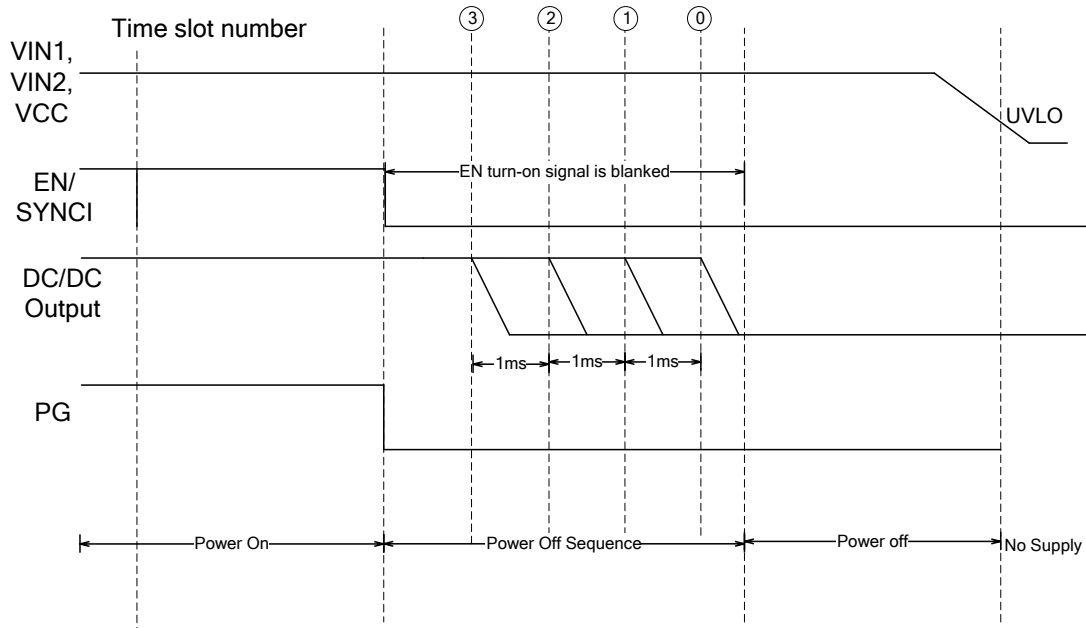 Time slot number
3
2
1
0
VIN1,
VIN2,
VCC
UVLO
EN turn-on signal is blanked
EN/
SYNCI
DC/DC
Output
1ms
1ms
1ms
PG
Power On
Power Off Sequence
Power off
No Supply